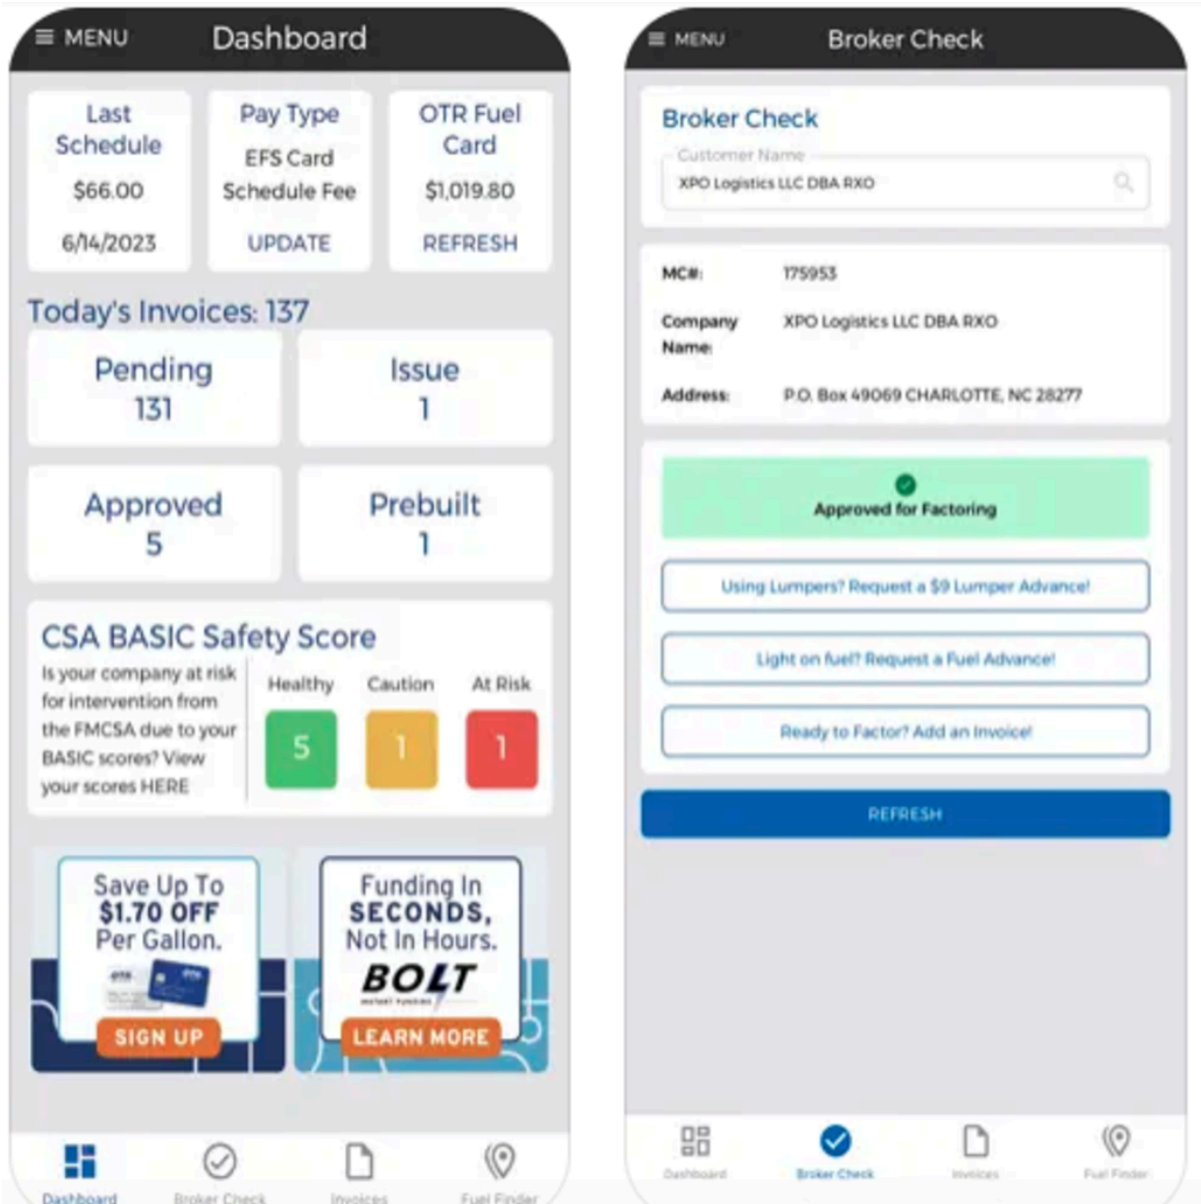 MENU
Dashboard
Last
Schedule
$66.00
6/14/2023
Pay Type
EFS Card
Schedule Fee
UPDATE
OTR Fuel
Card
$1,019.80
REFRESH
Today's Invoices: 137
Pending
131
Issue
1
Approved
5
Prebuilt
1
CSA BASIC Safety Score
Is your company at risk
for intervention from
the FMCSA due to your
BASIC scores? View
your scores HERE
Healthy
5
Caution
1
At Risk
1
Save Up To
$1.70 OFF
Per Gallon.
OTR
SIGN UP
Funding In
SECONDS,
Not In Hours.
BOLT
INSTANT FUNDING
LEARN MORE
Dashboard
Broker Check
Invoices
Fuel Finder
MENU
Broker Check
Broker Check
Customer Name
XPO Logistics LLC DBA RXO
MC#: 175953
Company
Name:
XPO Logistics LLC DBA RXO
Address: P.O. Box 49069 CHARLOTTE, NC 28277
Approved for Factoring
Using Lumpers? Request a $9 Lumper Advance!
Light on fuel? Request a Fuel Advance!
Ready to Factor? Add an Invoice!
REFRESH
Dashboard
Broker Check
Invoices
Fuel Finder